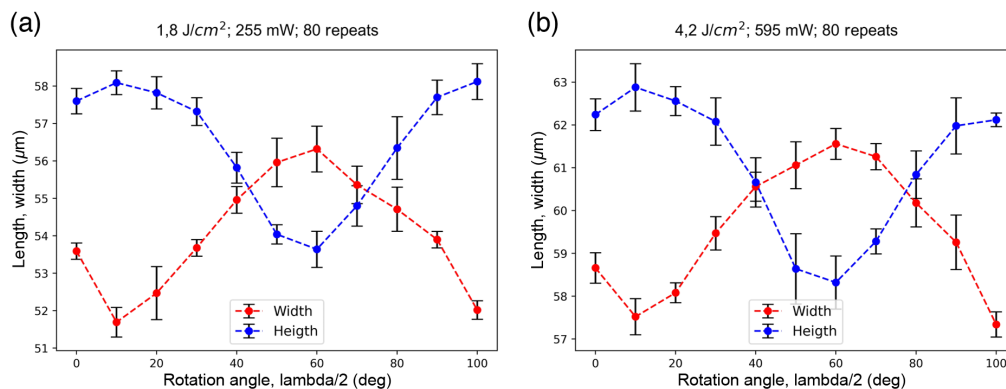 (a)
1,8 J/cm²; 255 mW; 80 repeats
Length, width (µm)
58
57
56
55
54
53
52
51
Width
Heigth
0 20 40 60 80 100
Rotation angle, lambda/2 (deg)
(b)
4,2 J/cm²; 595 mW; 80 repeats
Length, width (µm)
63
62
61
60
59
58
57
Width
Heigth
0 20 40 60 80 100
Rotation angle, lambda/2 (deg)